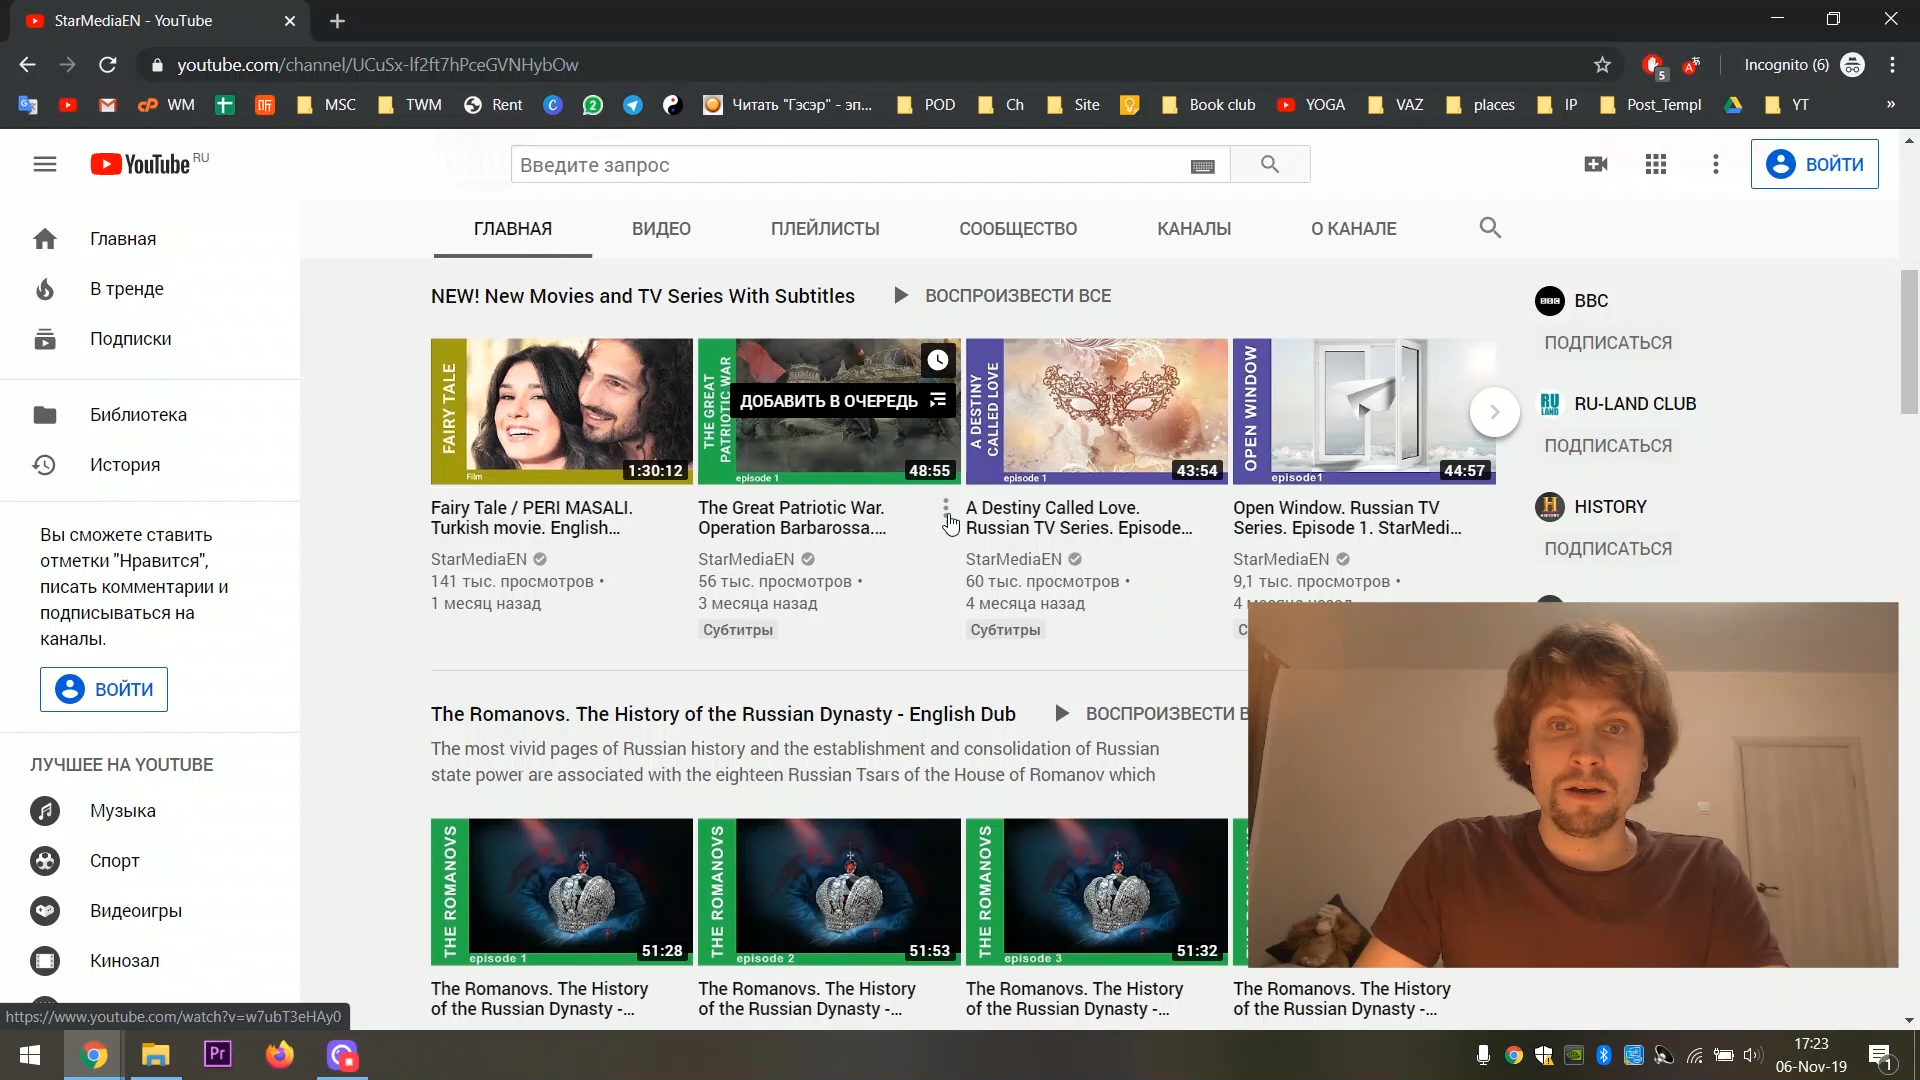 StarMediaEN - YouTube
youtube.com/channel/UCuSx-lf2ft7hPceGVNHybOw
5
Incognito (6)
WM
MSC
TWM
Rent
2
Читать "Гэсэр" - эп...
POD
Ch
Site
Book club
YOGA
VAZ
places
IP
Post_Templ
YT
»
YouTube RU
Введите запрос
ВОЙТИ
Главная
В тренде
Подписки
Библиотека
История
Вы сможете ставить
отметки "Нравится",
писать комментарии и
подписываться на
каналы.
ВОЙТИ
ЛУЧШЕЕ НА YOUTUBE
Музыка
Спорт
Видеоигры
Кинозал
ГЛАВНАЯ
ВИДЕО
ПЛЕЙЛИСТЫ
СООБЩЕСТВО
КАНАЛЫ
О КАНАЛЕ
NEW! New Movies and TV Series With Subtitles
ВОСПРОИЗВЕСТИ ВСЕ
FAIRY TALE
Film
1:30:12
THE GREAT
PATRIOTIC WAR
ДОБАВИТЬ В ОЧЕРЕДЬ
episode 1
48:55
A DESTINY
CALLED LOVE
episode 1
43:54
OPEN WINDOW
episode1
44:57
Fairy Tale / PERI MASALI.
Turkish movie. English...
StarMediaEN
141 тыс. просмотров •
1 месяц назад
The Great Patriotic War.
Operation Barbarossa....
StarMediaEN
56 тыс. просмотров •
3 месяца назад
Субтитры
A Destiny Called Love.
Russian TV Series. Episode...
StarMediaEN
60 тыс. просмотров •
4 месяца назад
Субтитры
Open Window. Russian TV
Series. Episode 1. StarMedi...
StarMediaEN
9,1 тыс. просмотров •
4
С
BBC
BBC
ПОДПИСАТЬСЯ
RU
LAND
RU-LAND CLUB
ПОДПИСАТЬСЯ
H
HISTORY
ПОДПИСАТЬСЯ
The Romanovs. The History of the Russian Dynasty - English Dub
ВОСПРОИЗВЕСТИ В
The most vivid pages of Russian history and the establishment and consolidation of Russian
state power are associated with the eighteen Russian Tsars of the House of Romanov which
THE ROMANOVS
episode 1
51:28
THE ROMANOVS
episode 2
51:53
THE ROMANOVS
episode 3
51:32
The Romanovs. The History
of the Russian Dynasty -...
The Romanovs. The History
of the Russian Dynasty -...
The Romanovs. The History
of the Russian Dynasty -...
The Romanovs. The History
of the Russian Dynasty -...
https://www.youtube.com/watch?v=w7ubT3eHAy0
Pr
17:23
06-Nov-19
1